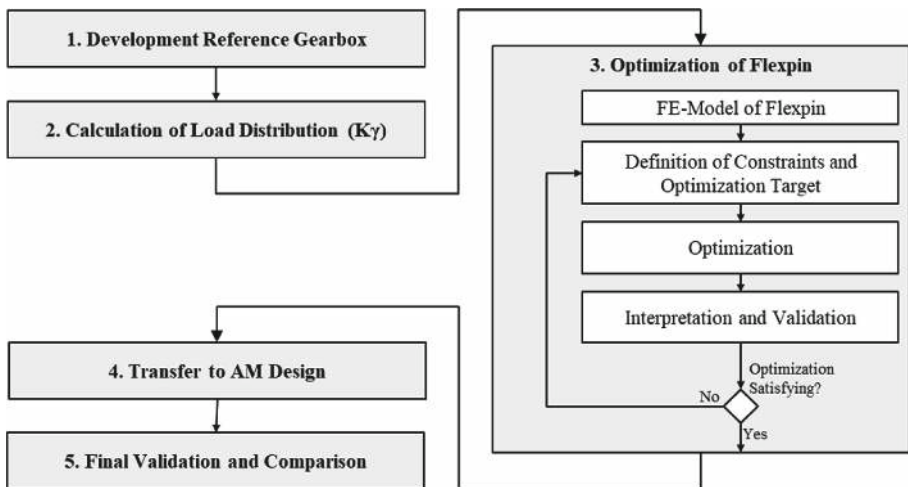 1. Development Reference Gearbox
2. Calculation of Load Distribution (Kγ)
3. Optimization of Flexpin
FE-Model of Flexpin
Definition of Constraints and
Optimization Target
Optimization
Interpretation and Validation
Optimization
Satisfying?
No
Yes
4. Transfer to AM Design
5. Final Validation and Comparison